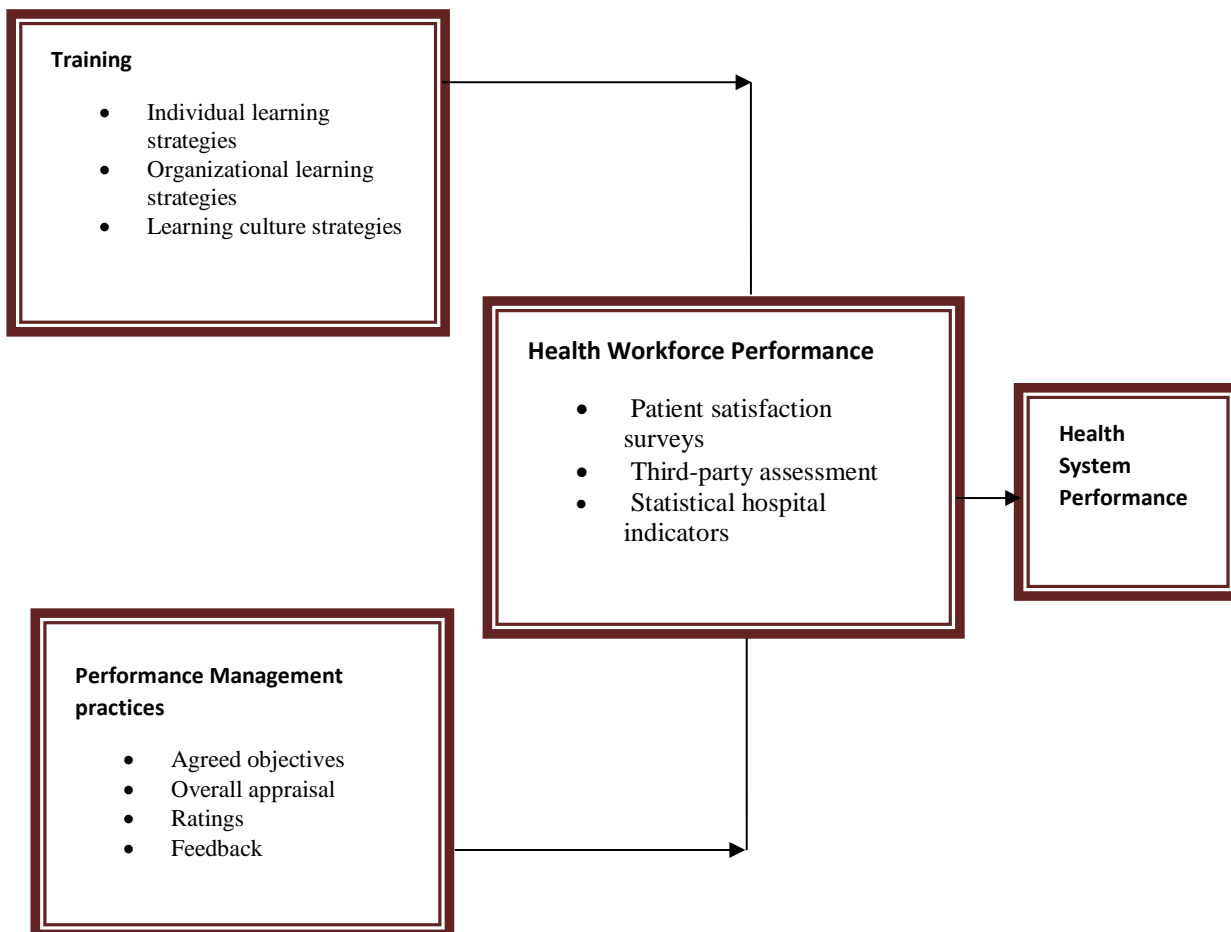 Training
• Individual learning
strategies
• Organizational learning
strategies
• Learning culture strategies
Health Workforce Performance
• Patient satisfaction
surveys
• Third-party assessment
• Statistical hospital
indicators
Health
System
Performance
Performance Management
practices
• Agreed objectives
• Overall appraisal
• Ratings
• Feedback